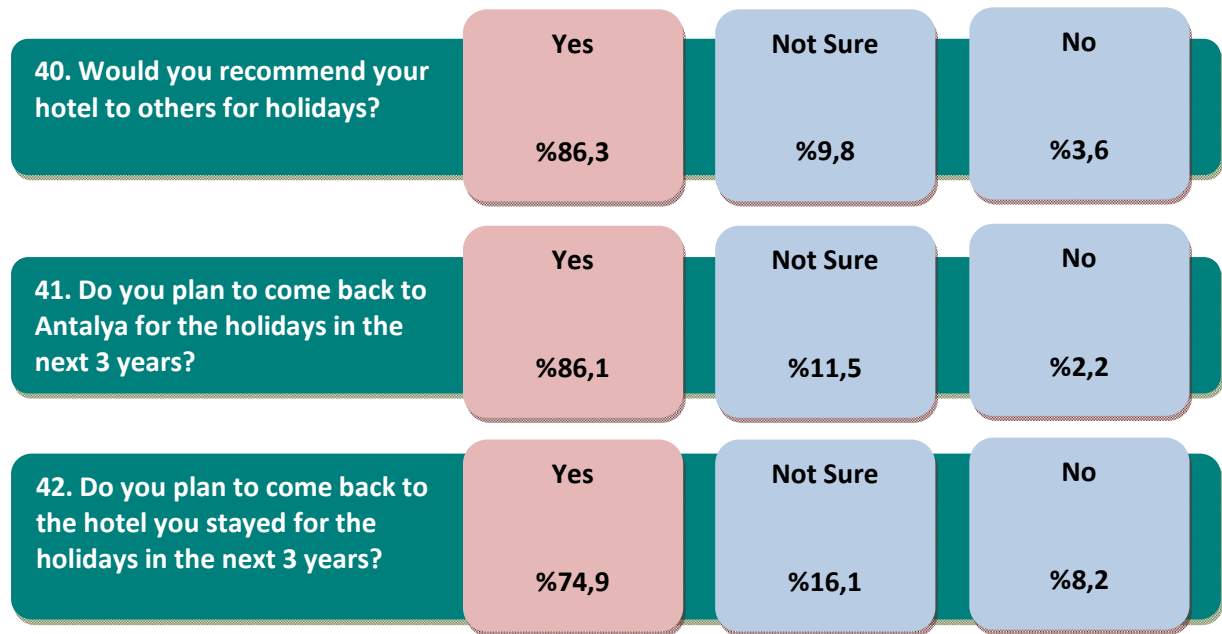 40. Would you recommend your
hotel to others for holidays?
Yes
%86,3
Not Sure
%9,8
No
%3,6
41. Do you plan to come back to
Antalya for the holidays in the
next 3 years?
Yes
%86,1
Not Sure
%11,5
No
%2,2
42. Do you plan to come back to
the hotel you stayed for the
holidays in the next 3 years?
Yes
%74,9
Not Sure
%16,1
No
%8,2